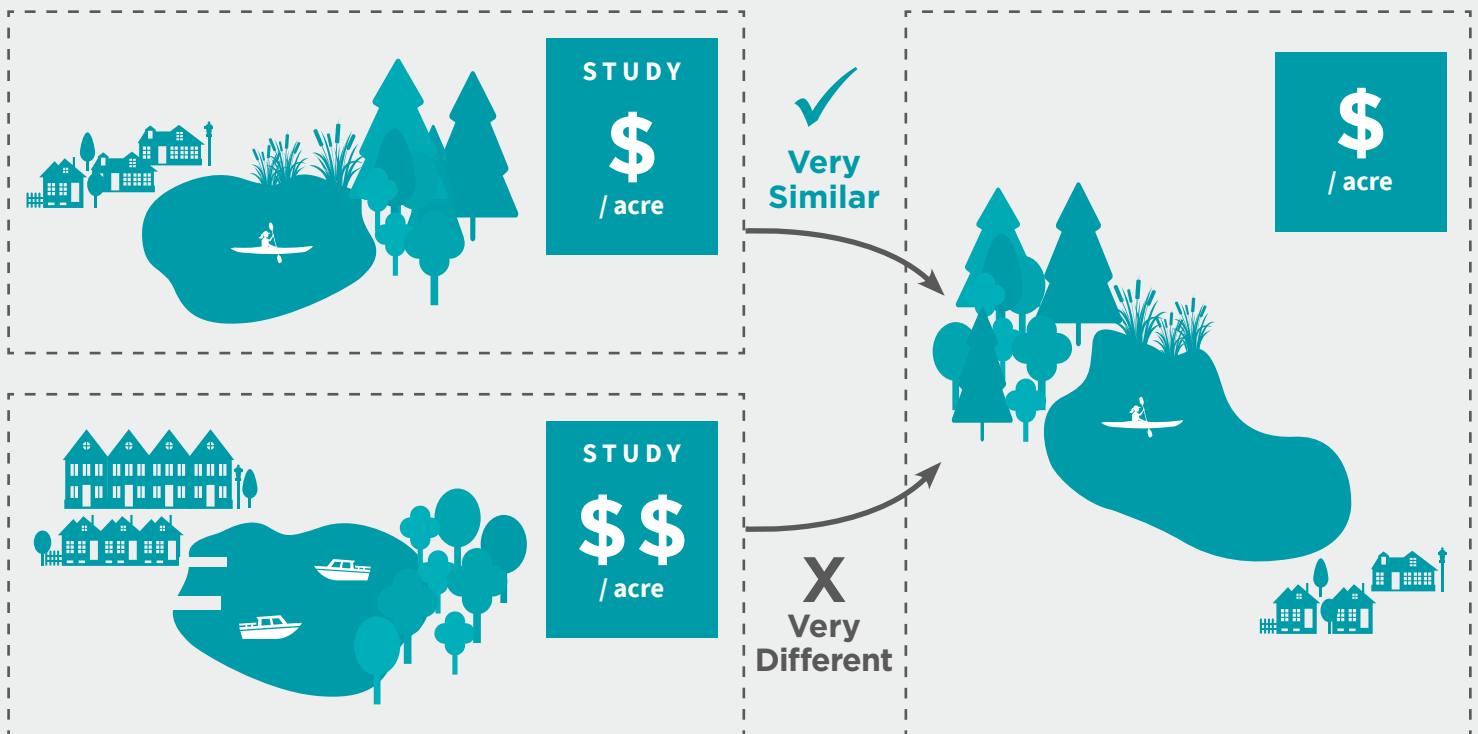 STUDY
$
/ acre
Very
Similar
$
/ acre
STUDY
$$
/ acre
X
Very
Different